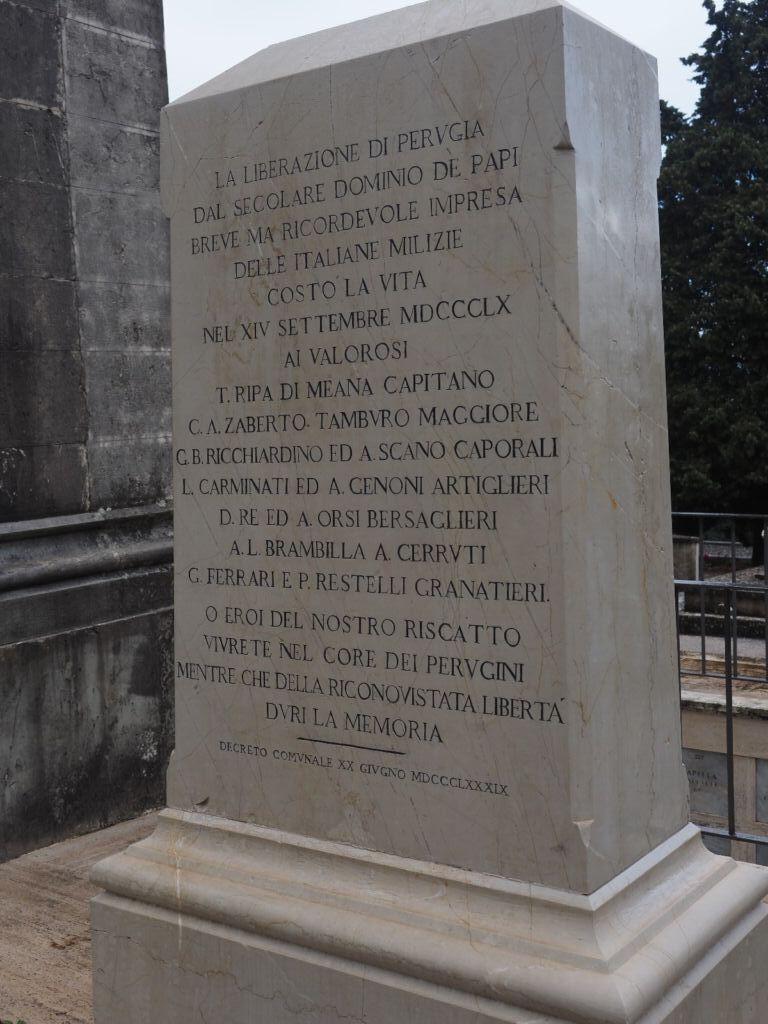 LA LIBERAZIONE DI PERVGIA
DAL SECOLARE DOMINIO DE PAPI
BREVE MA RICORDEVOLE IMPRESA
DELLE ITALIANE MILIZIE
COSTO' LA VITA
NEL XIV SETTEMBRE MDCCCLX
AI VALOROSI
T. RIPA DI MEANA CAPITANO
C. A. ZABERTO TAMBVRO MAGGIORE
G. B. RICCHIARDINO ED A. SCANO CAPORALI
L. CARMINATI ED A. GENONI ARTIGLIERI
D. RE ED A. ORSI BERSAGLIERI
A. L. BRAMBILLA A. CERRVTI
G. FERRARI E P. RESTELLI GRANATIERI.
O EROI DEL NOSTRO RISCATTO
VIVRETE NEL CORE DEI PERVGINI
MENTRE CHE DELLA RICONQVISTATA LIBERTA'
DVRI LA MEMORIA
DECRETO COMVNALE XX GIVGNO MDCCCLXXXIX